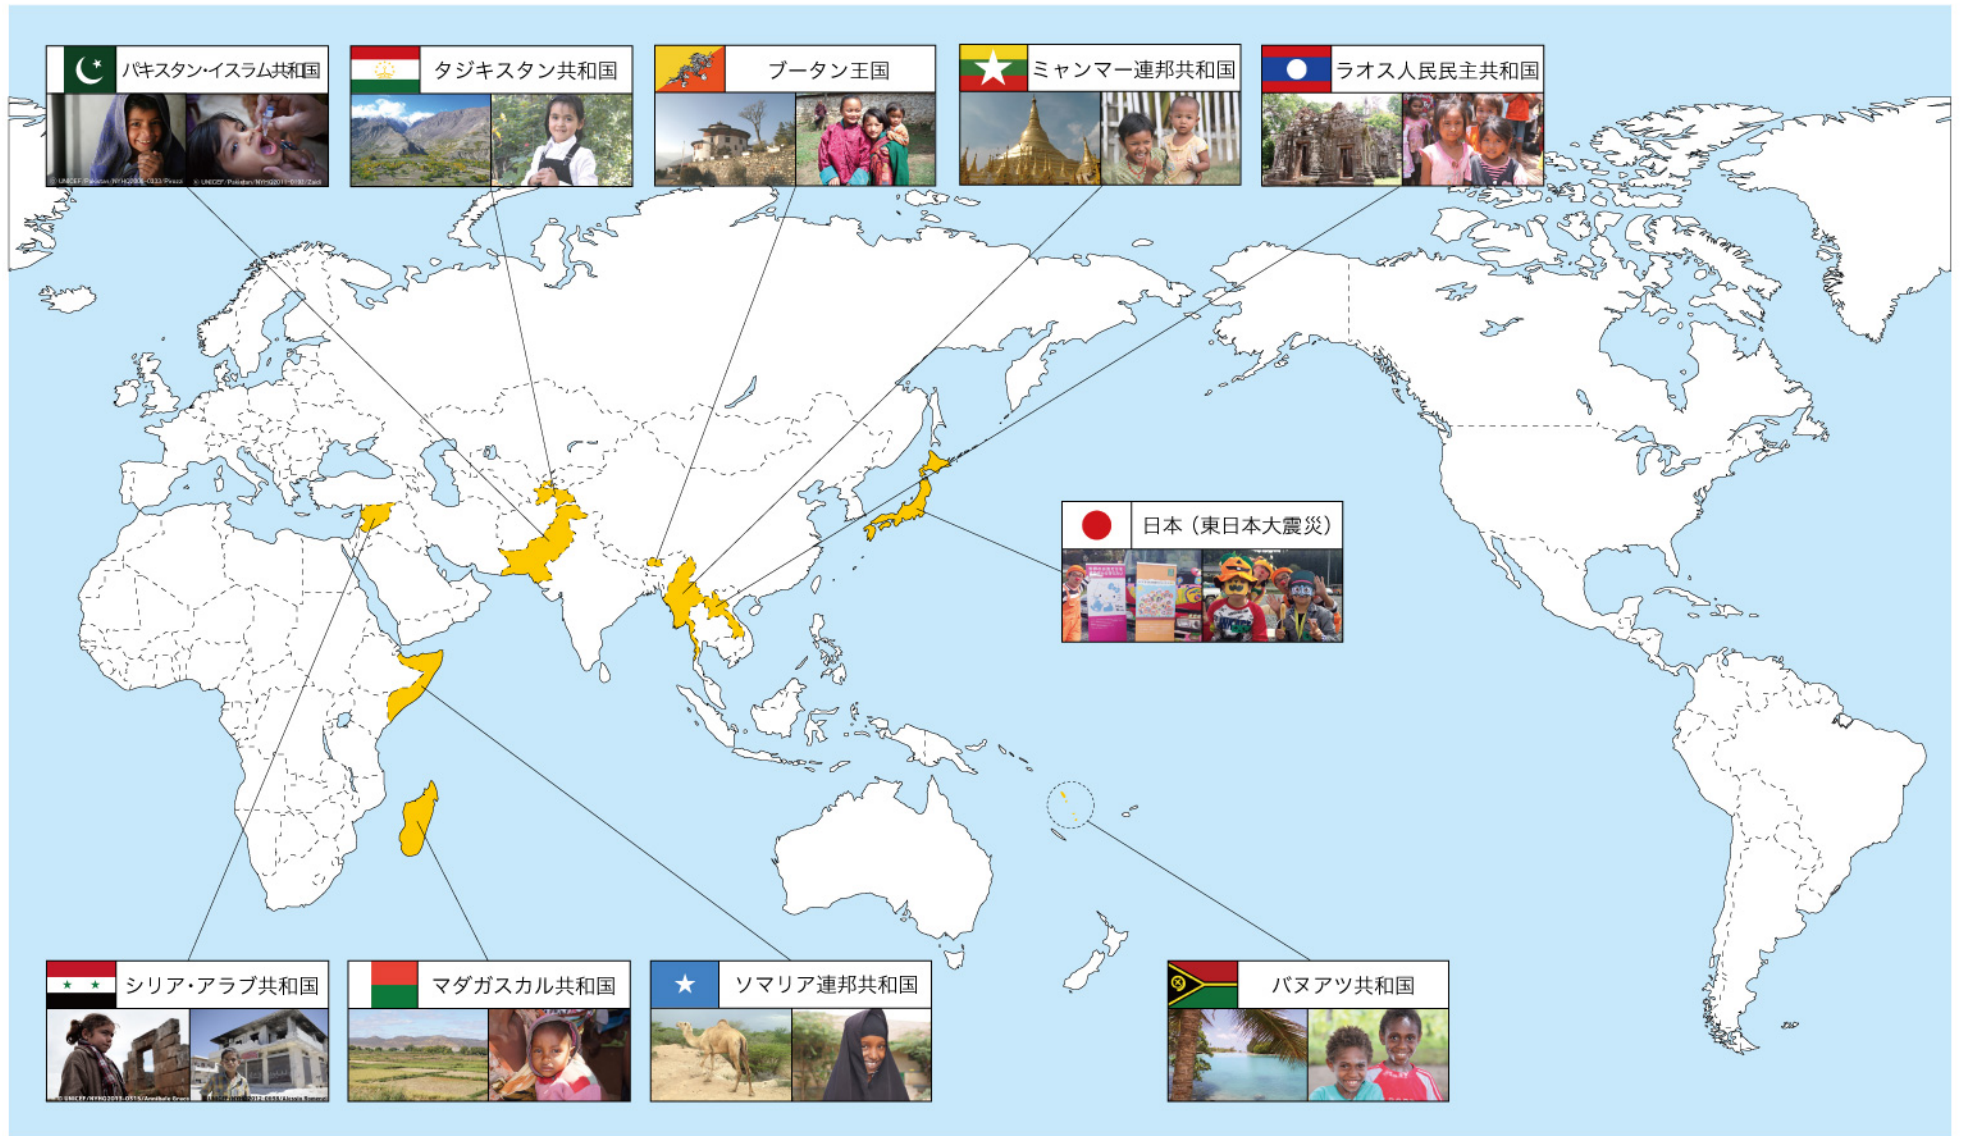 パキスタン・イスラム共和国
タジキスタン共和国
ブータン王国
ミャンマー連邦共和国
ラオス人民民主共和国
日本（東日本大震災）
シリア・アラブ共和国
マダガスカル共和国
ソマリア連邦共和国
バヌアツ共和国